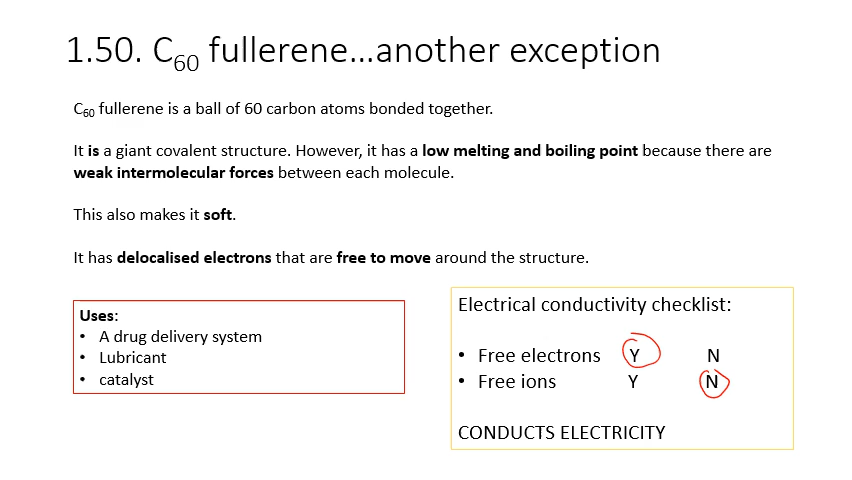 1.50. C60 fullerene...another exception
C60 fullerene is a ball of 60 carbon atoms bonded together.
It is a giant covalent structure. However, it has a low melting and boiling point because there are
weak intermolecular forces between each molecule.
This also makes it soft.
It has delocalised electrons that are free to move around the structure.
Uses:
• A drug delivery system
• Lubricant
• catalyst
Electrical conductivity checklist:
• Free electrons Y N
• Free ions Y N
CONDUCTS ELECTRICITY